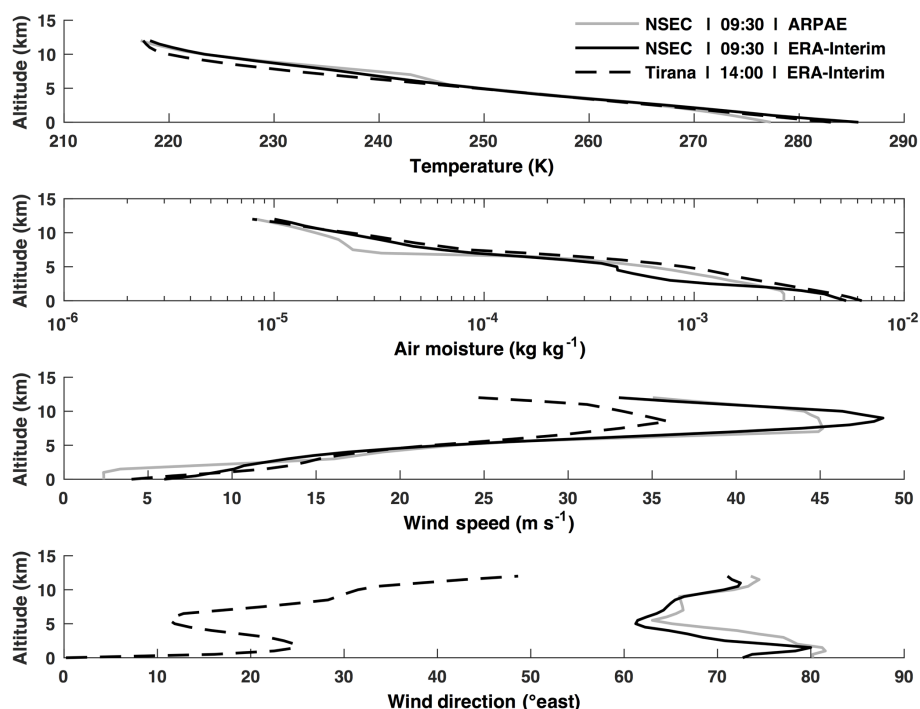 NSEC | 09:30 | ARPAE
NSEC | 09:30 | ERA-Interim
Tirana | 14:00 | ERA-Interim
Altitude (km)
15
10
5
0
210 220 230 240 250 260 270 280 290
Temperature (K)
Altitude (km)
15
10
5
0
10-6 10-5 10-4 10-3 10-2
Air moisture (kg kg-1)
Altitude (km)
15
10
5
0
0 5 10 15 20 25 30 35 40 45 50
Wind speed (m s-1)
Altitude (km)
15
10
5
0
0 10 20 30 40 50 60 70 80 90
Wind direction (°east)